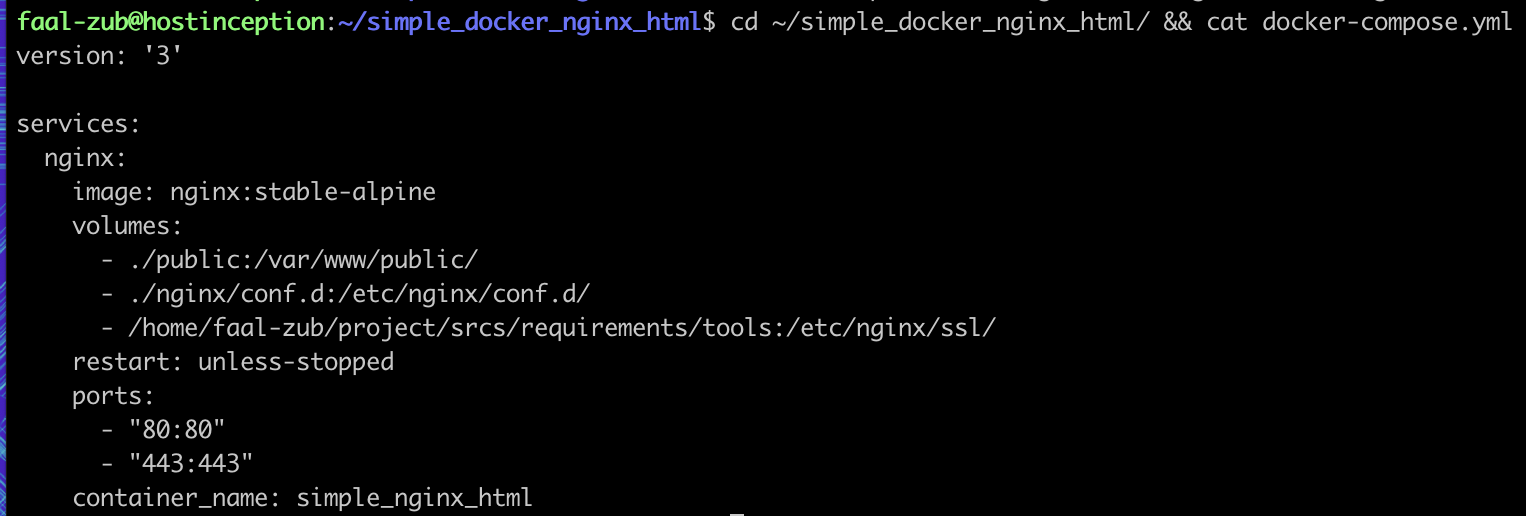 faal-zub@hostinception:~/simple_docker_nginx_html$ cd ~/simple_docker_nginx_html/ && cat docker-compose.yml
version: '3'
services:
nginx:
image: nginx:stable-alpine
volumes:
- ./public:/var/www/public/
- ./nginx/conf.d:/etc/nginx/conf.d/
- /home/faal-zub/project/srcs/requirements/tools:/etc/nginx/ssl/
restart: unless-stopped
ports:
- "80:80"
- "443:443"
container_name: simple_nginx_html